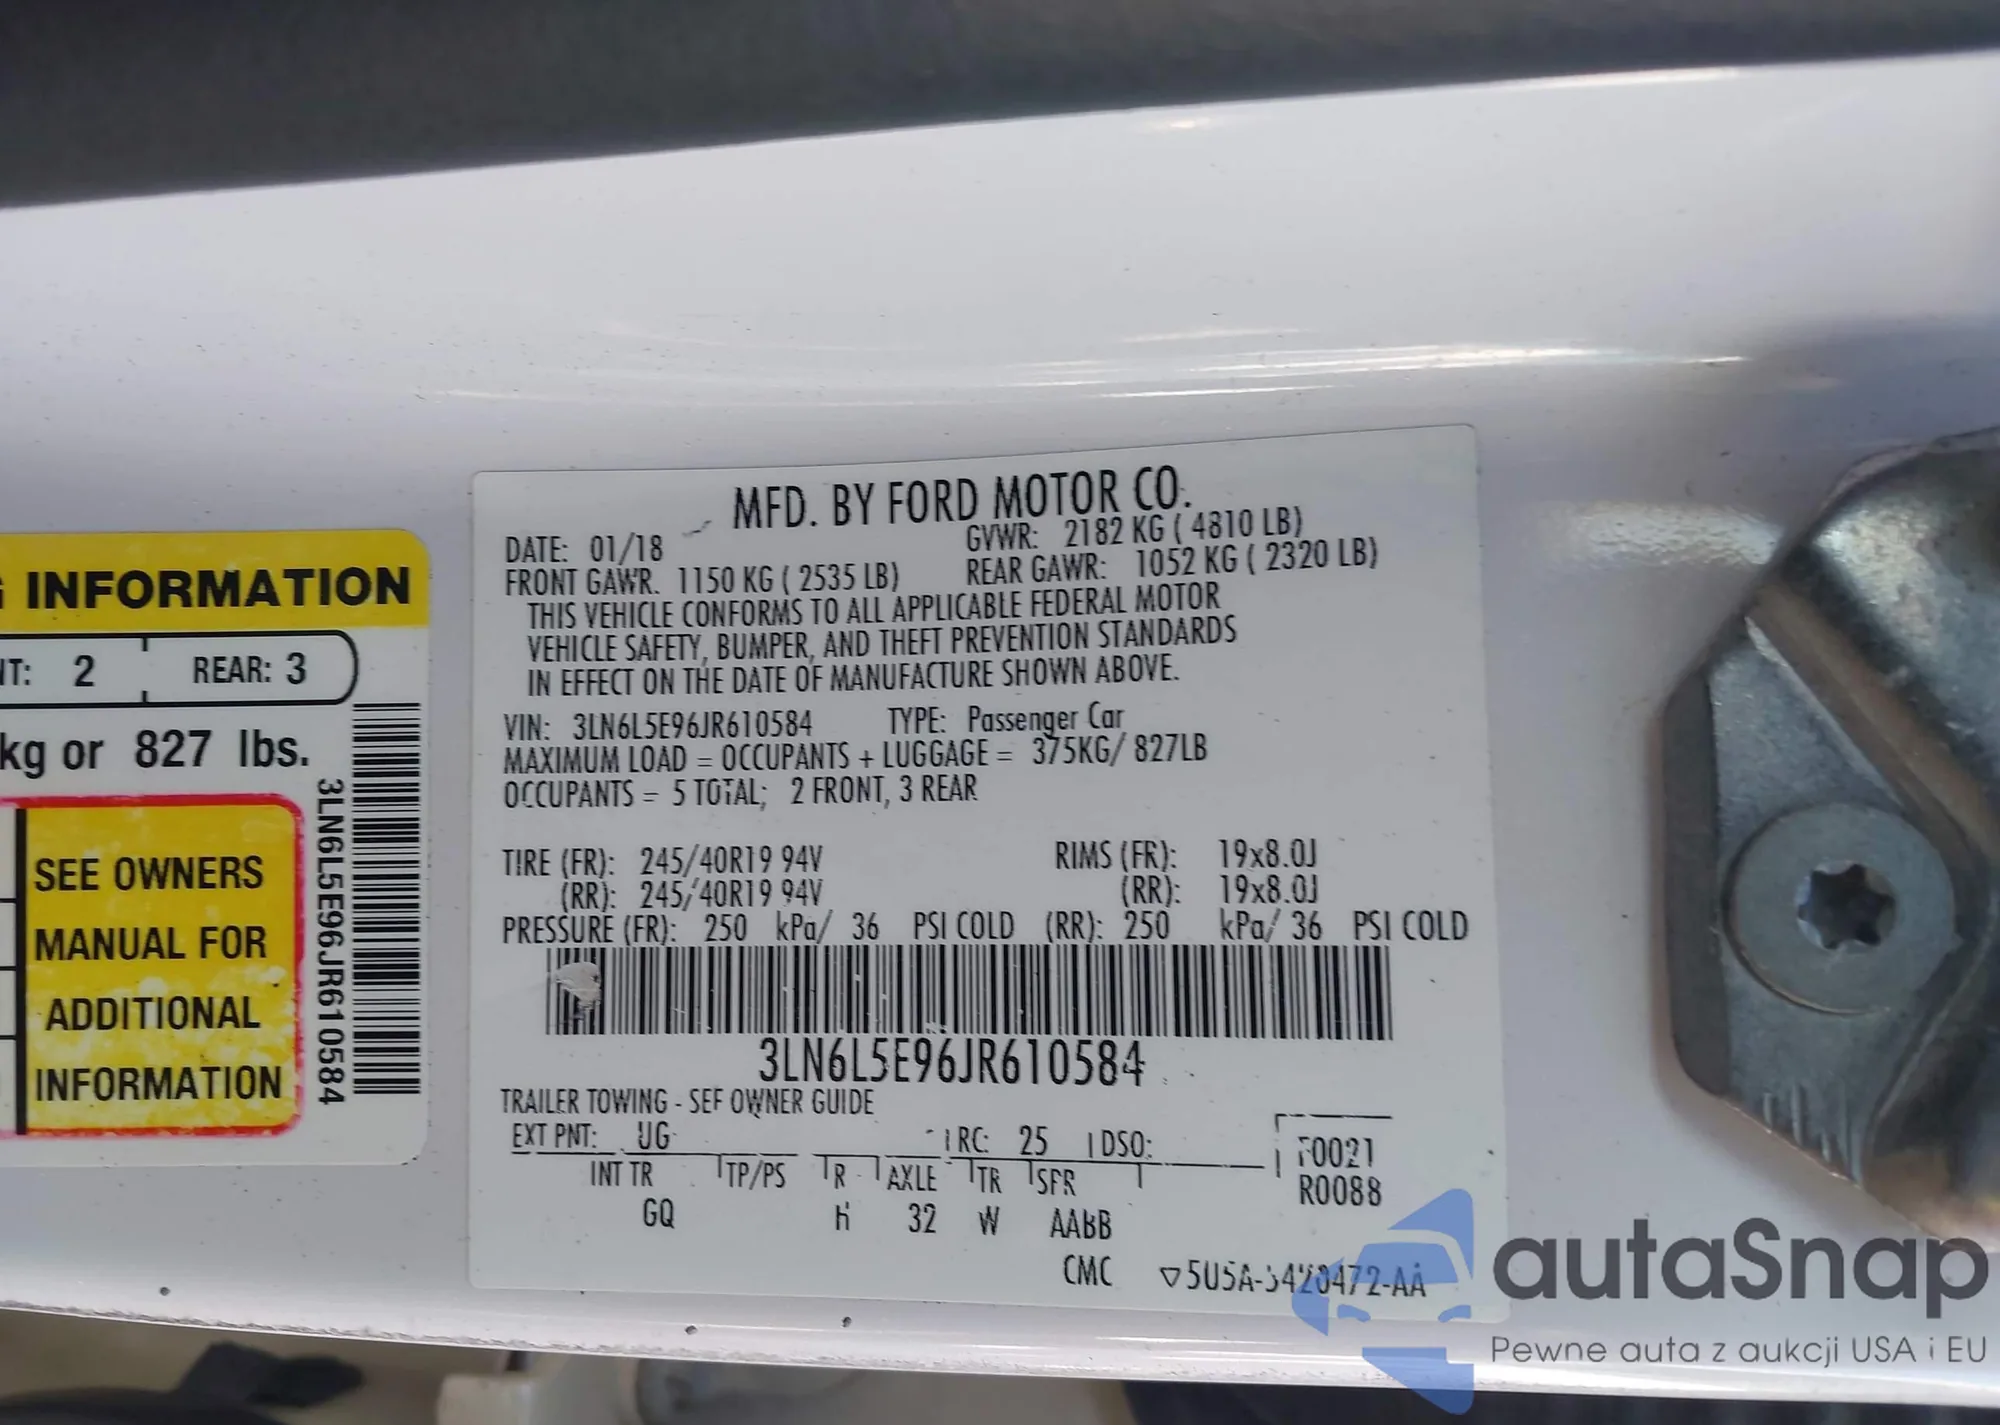 INFORMATION
2 REAR: 3
kg or 827 lbs.
SEE OWNERS
MANUAL FOR
ADDITIONAL
INFORMATION
3LN6L5E96JR610584
MFD. BY FORD MOTOR CO.
DATE: 01/18 GVWR: 2182 KG ( 4810 LB)
FRONT GAWR. 1150 KG ( 2535 LB) REAR GAWR: 1052 KG ( 2320 LB)
THIS VEHICLE CONFORMS TO ALL APPLICABLE FEDERAL MOTOR
VEHICLE SAFETY, BUMPER, AND THEFT PREVENTION STANDARDS
IN EFFECT ON THE DATE OF MANUFACTURE SHOWN ABOVE.
VIN: 3LN6L5E96JR610584 TYPE: Passenger Car
MAXIMUM LOAD = OCCUPANTS + LUGGAGE = 375KG/ 827LB
OCCUPANTS = 5 TOTAL; 2 FRONT, 3 REAR
TIRE (FR): 245/40R19 94V RIMS (FR): 19x8.0J
(RR): 245/40R19 94V (RR): 19x8.0J
PRESSURE (FR): 250 kPa/ 36 PSI COLD (RR): 250 kPa/ 36 PSI COLD
3LN6L5E96JR610584
TRAILER TOWING - SEE OWNER GUIDE
EXT PNT: UG RC: 25 DSO:
INT TR TP/PS R AXLE TR SPR
GQ H 32 W AABB
R0088
CMC
autaSnap
Pewne auta z aukcji USA i EU